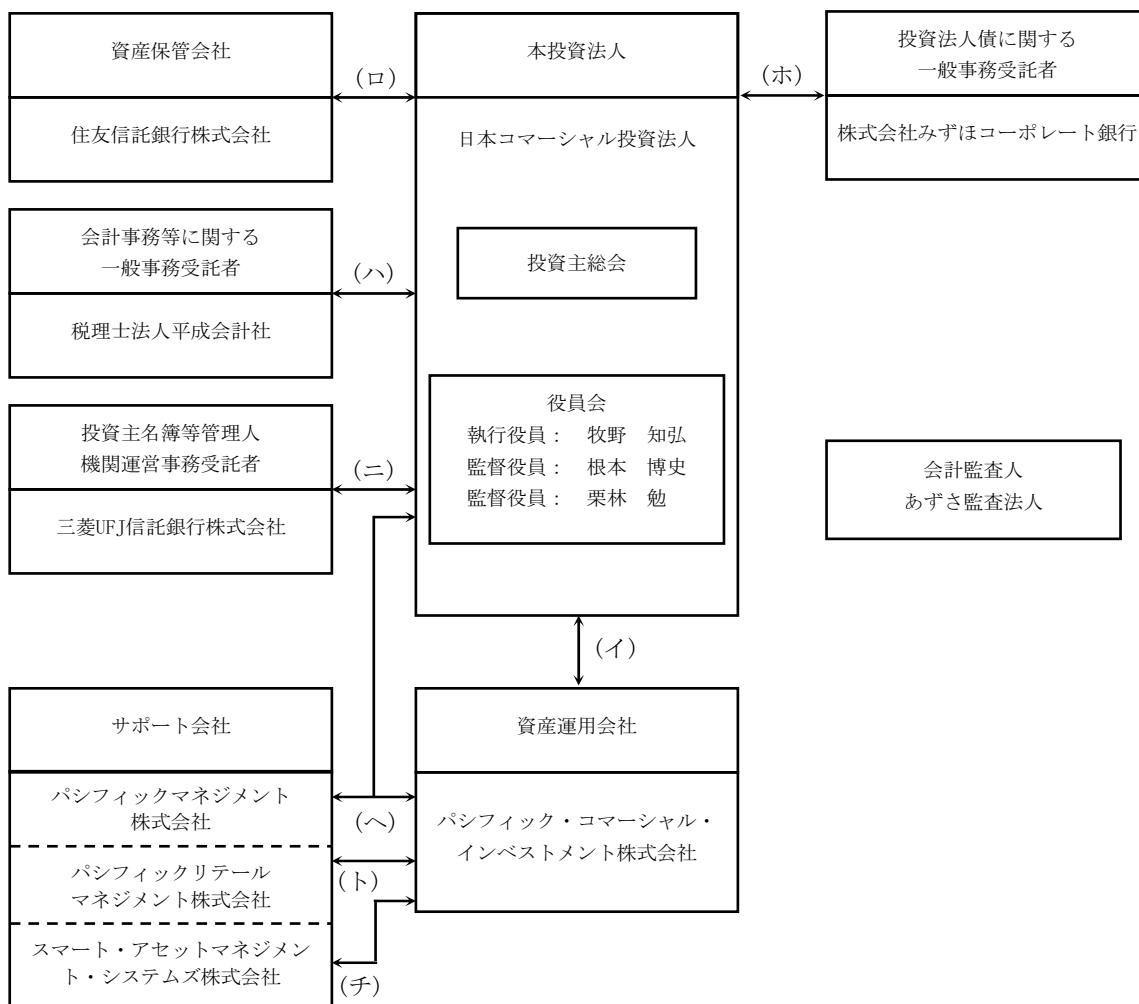 資産保管会社
住友信託銀行株式会社
(ロ)
本投資法人
日本コマーシャル投資法人
(ホ)
投資法人債に関する
一般事務受託者
株式会社みずほコーポレート銀行
会計事務等に関する
一般事務受託者
税理士法人平成会計社
(ハ)
投資主総会
投資主名簿等管理人
機関運営事務受託者
三菱UFJ信託銀行株式会社
(ニ)
役員会
執行役員： 牧野 知弘
監督役員： 根本 博史
監督役員： 栗林 勉
会計監査人
あずさ監査法人
(イ)
サポート会社
パシフィックマネジメント
株式会社
パシフィックリテール
マネジメント株式会社
スマート・アセットマネジメン
ト・システムズ株式会社
(ヘ)
(ト)
(チ)
資産運用会社
パシフィック・コマーシャル・
インベストメント株式会社